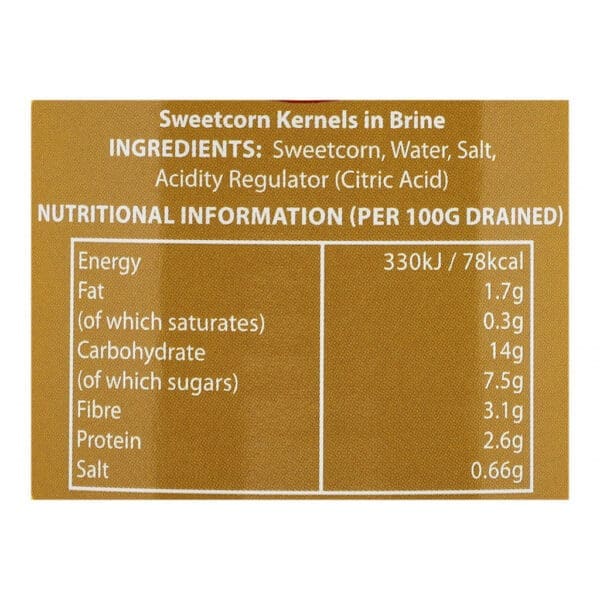 Sweetcorn Kernels in Brine
INGREDIENTS: Sweetcorn, Water, Salt,
Acidity Regulator (Citric Acid)
NUTRITIONAL INFORMATION (PER 100G DRAINED)
Energy 330kJ / 78kcal
Fat 1.7g
(of which saturates) 0.3g
Carbohydrate 14g
(of which sugars) 7.5g
Fibre 3.1g
Protein 2.6g
Salt 0.66g